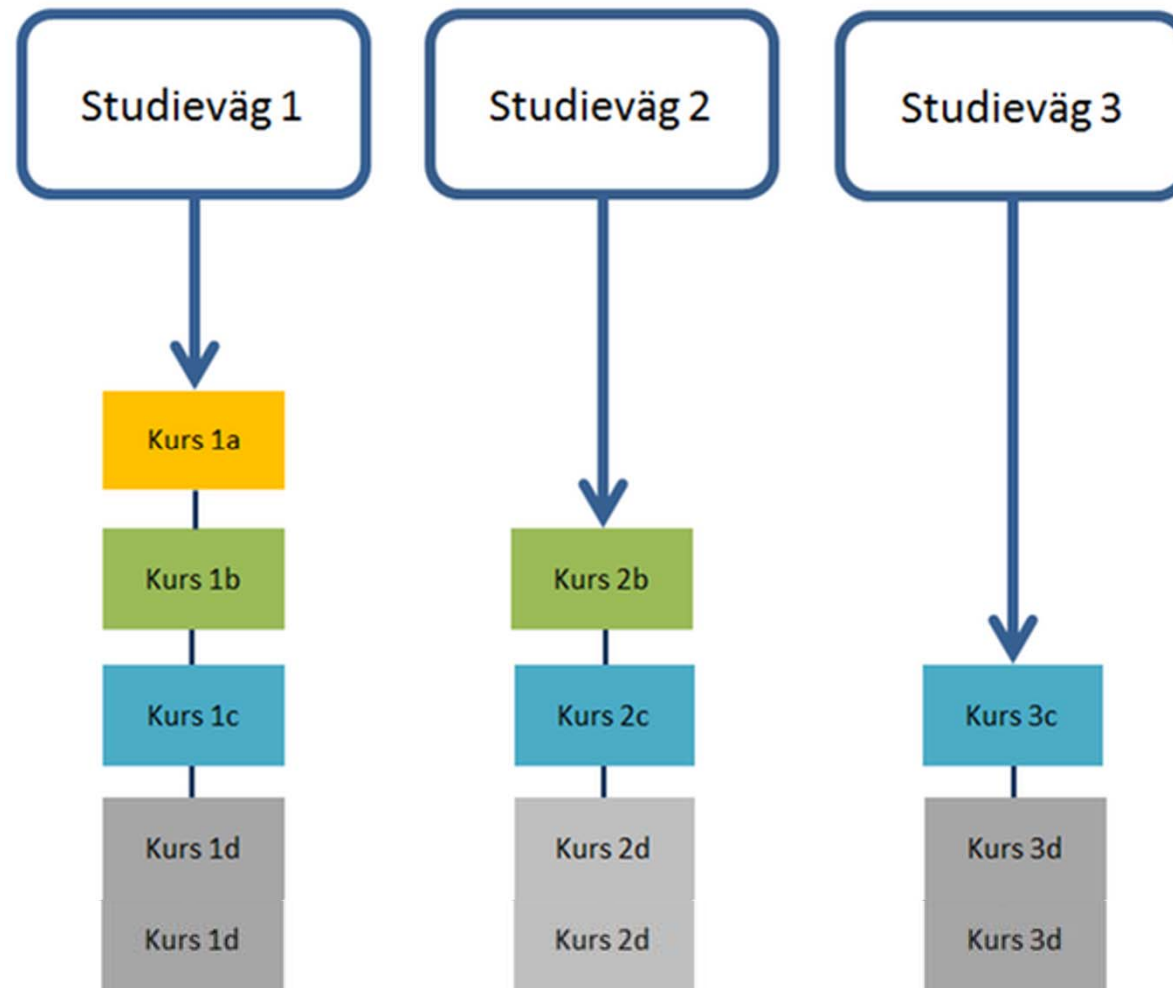 Studieväg 1
Studieväg 2
Studieväg 3
Kurs 1a
Kurs 1b
Kurs 2b
Kurs 1c
Kurs 2c
Kurs 3c
Kurs 1d
Kurs 2d
Kurs 3d
Kurs 1d
Kurs 2d
Kurs 3d